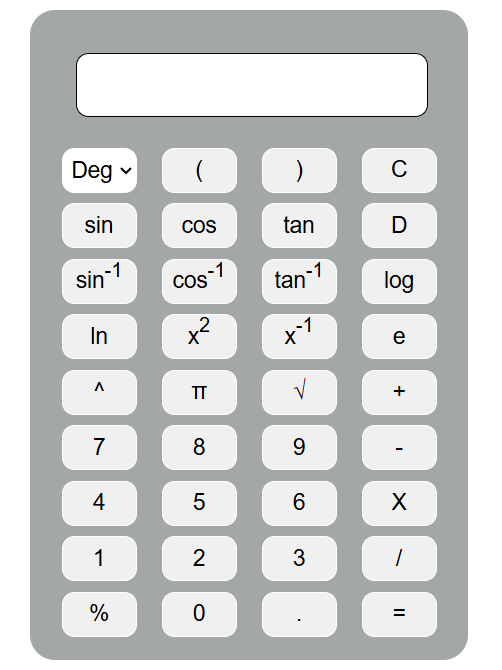 Deg ( ) C
sin cos tan D
sin⁻¹ cos⁻¹ tan⁻¹ log
ln x² x⁻¹ e
^ π √ +
7 8 9 -
4 5 6 X
1 2 3 /
% 0 . =